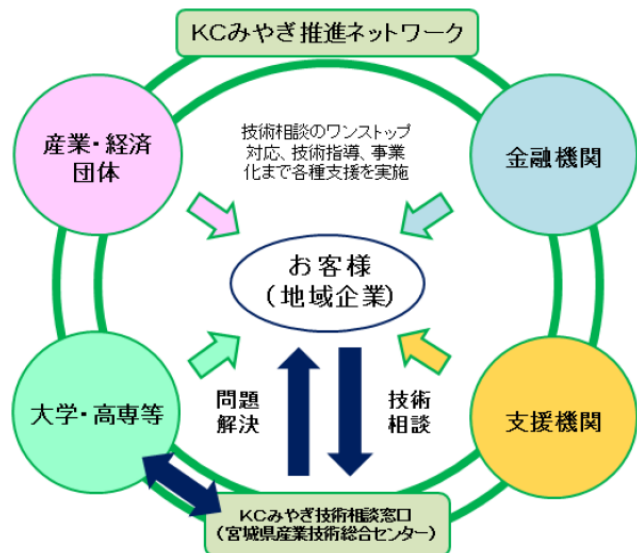 KCみやぎ推進ネットワーク
産業・経済
団体
技術相談のワンストップ
対応、技術指導、事業
化まで各種支援を実施
金融機関
お客様
（地域企業）
大学・高専等
問題
解決
技術
相談
支援機関
KCみやぎ技術相談窓口
（宮城県産業技術総合センター）